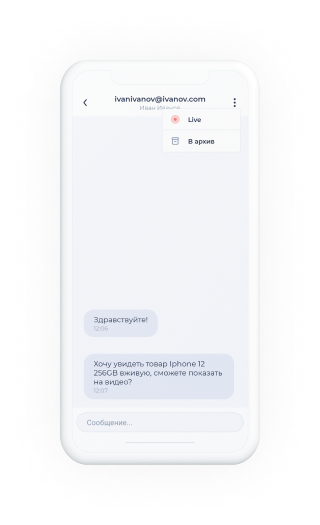 ivanivanov@ivanov.com
Иван Иванов
Live
В архив
Здравствуйте!
12:06
Хочу увидеть товар Iphone 12
256GB вживую, сможете показать
на видео?
12:07
Сообщение...